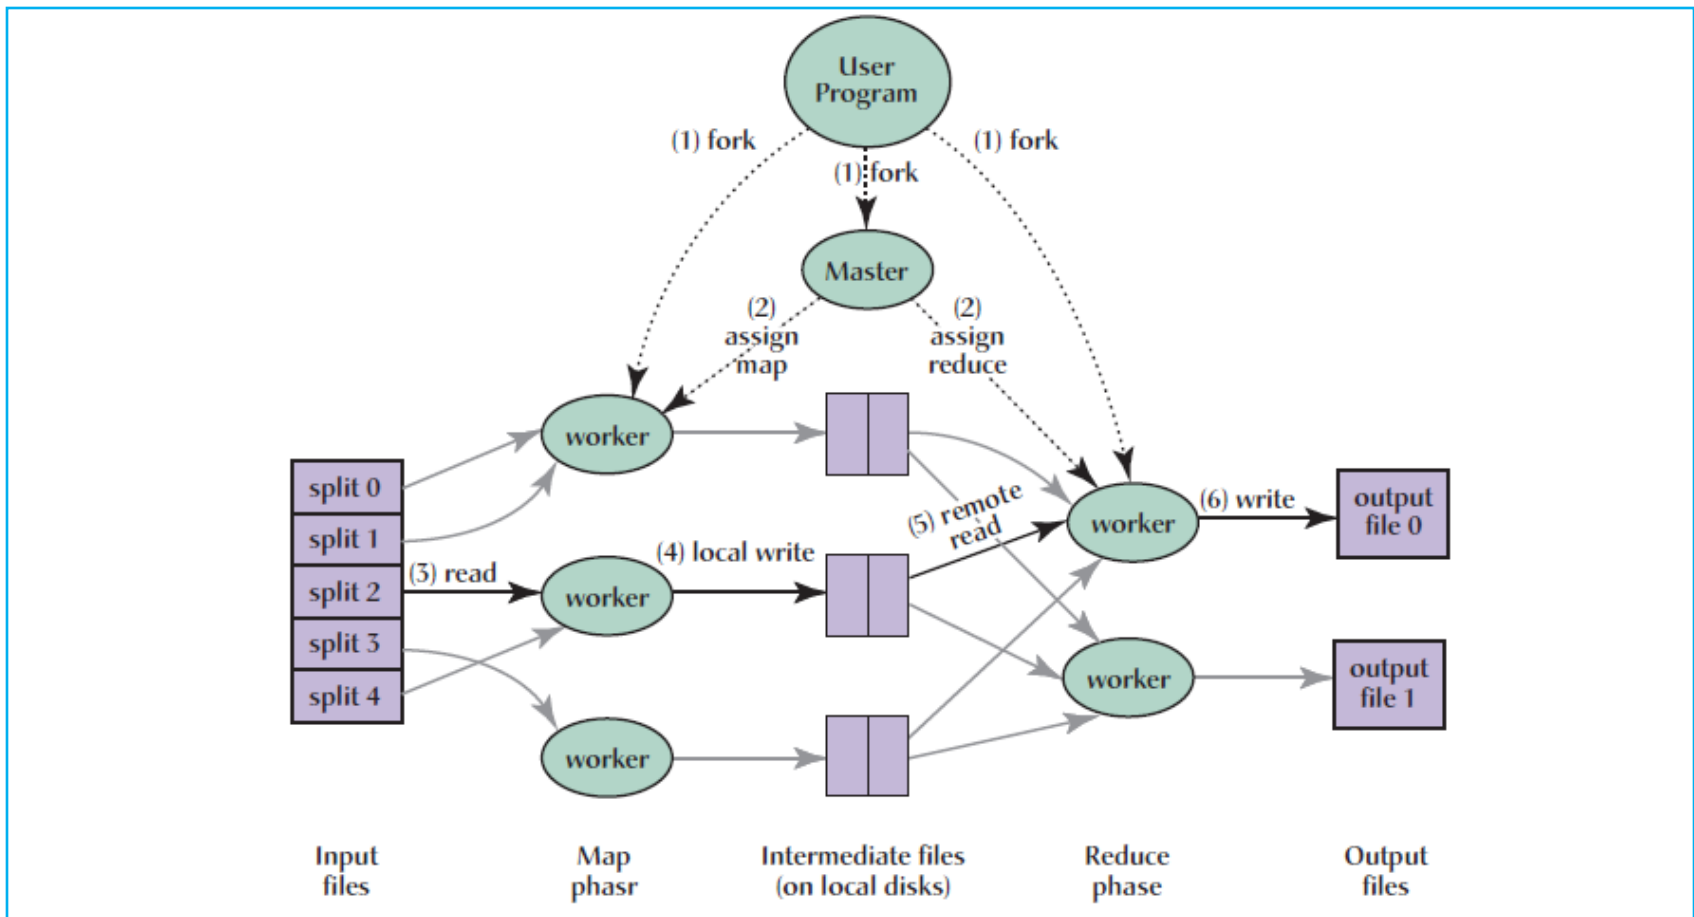 User
Program
(1) fork
(1) fork
(1) fork
Master
(2)
assign
map
(2)
assign
reduce
worker
split 0
split 1
split 2
split 3
split 4
(3) read
worker
(4) local write
worker
(5) remote
read
worker
(6) write
output
file 0
worker
output
file 1
Input
files
Map
phasr
Intermediate files
(on local disks)
Reduce
phase
Output
files